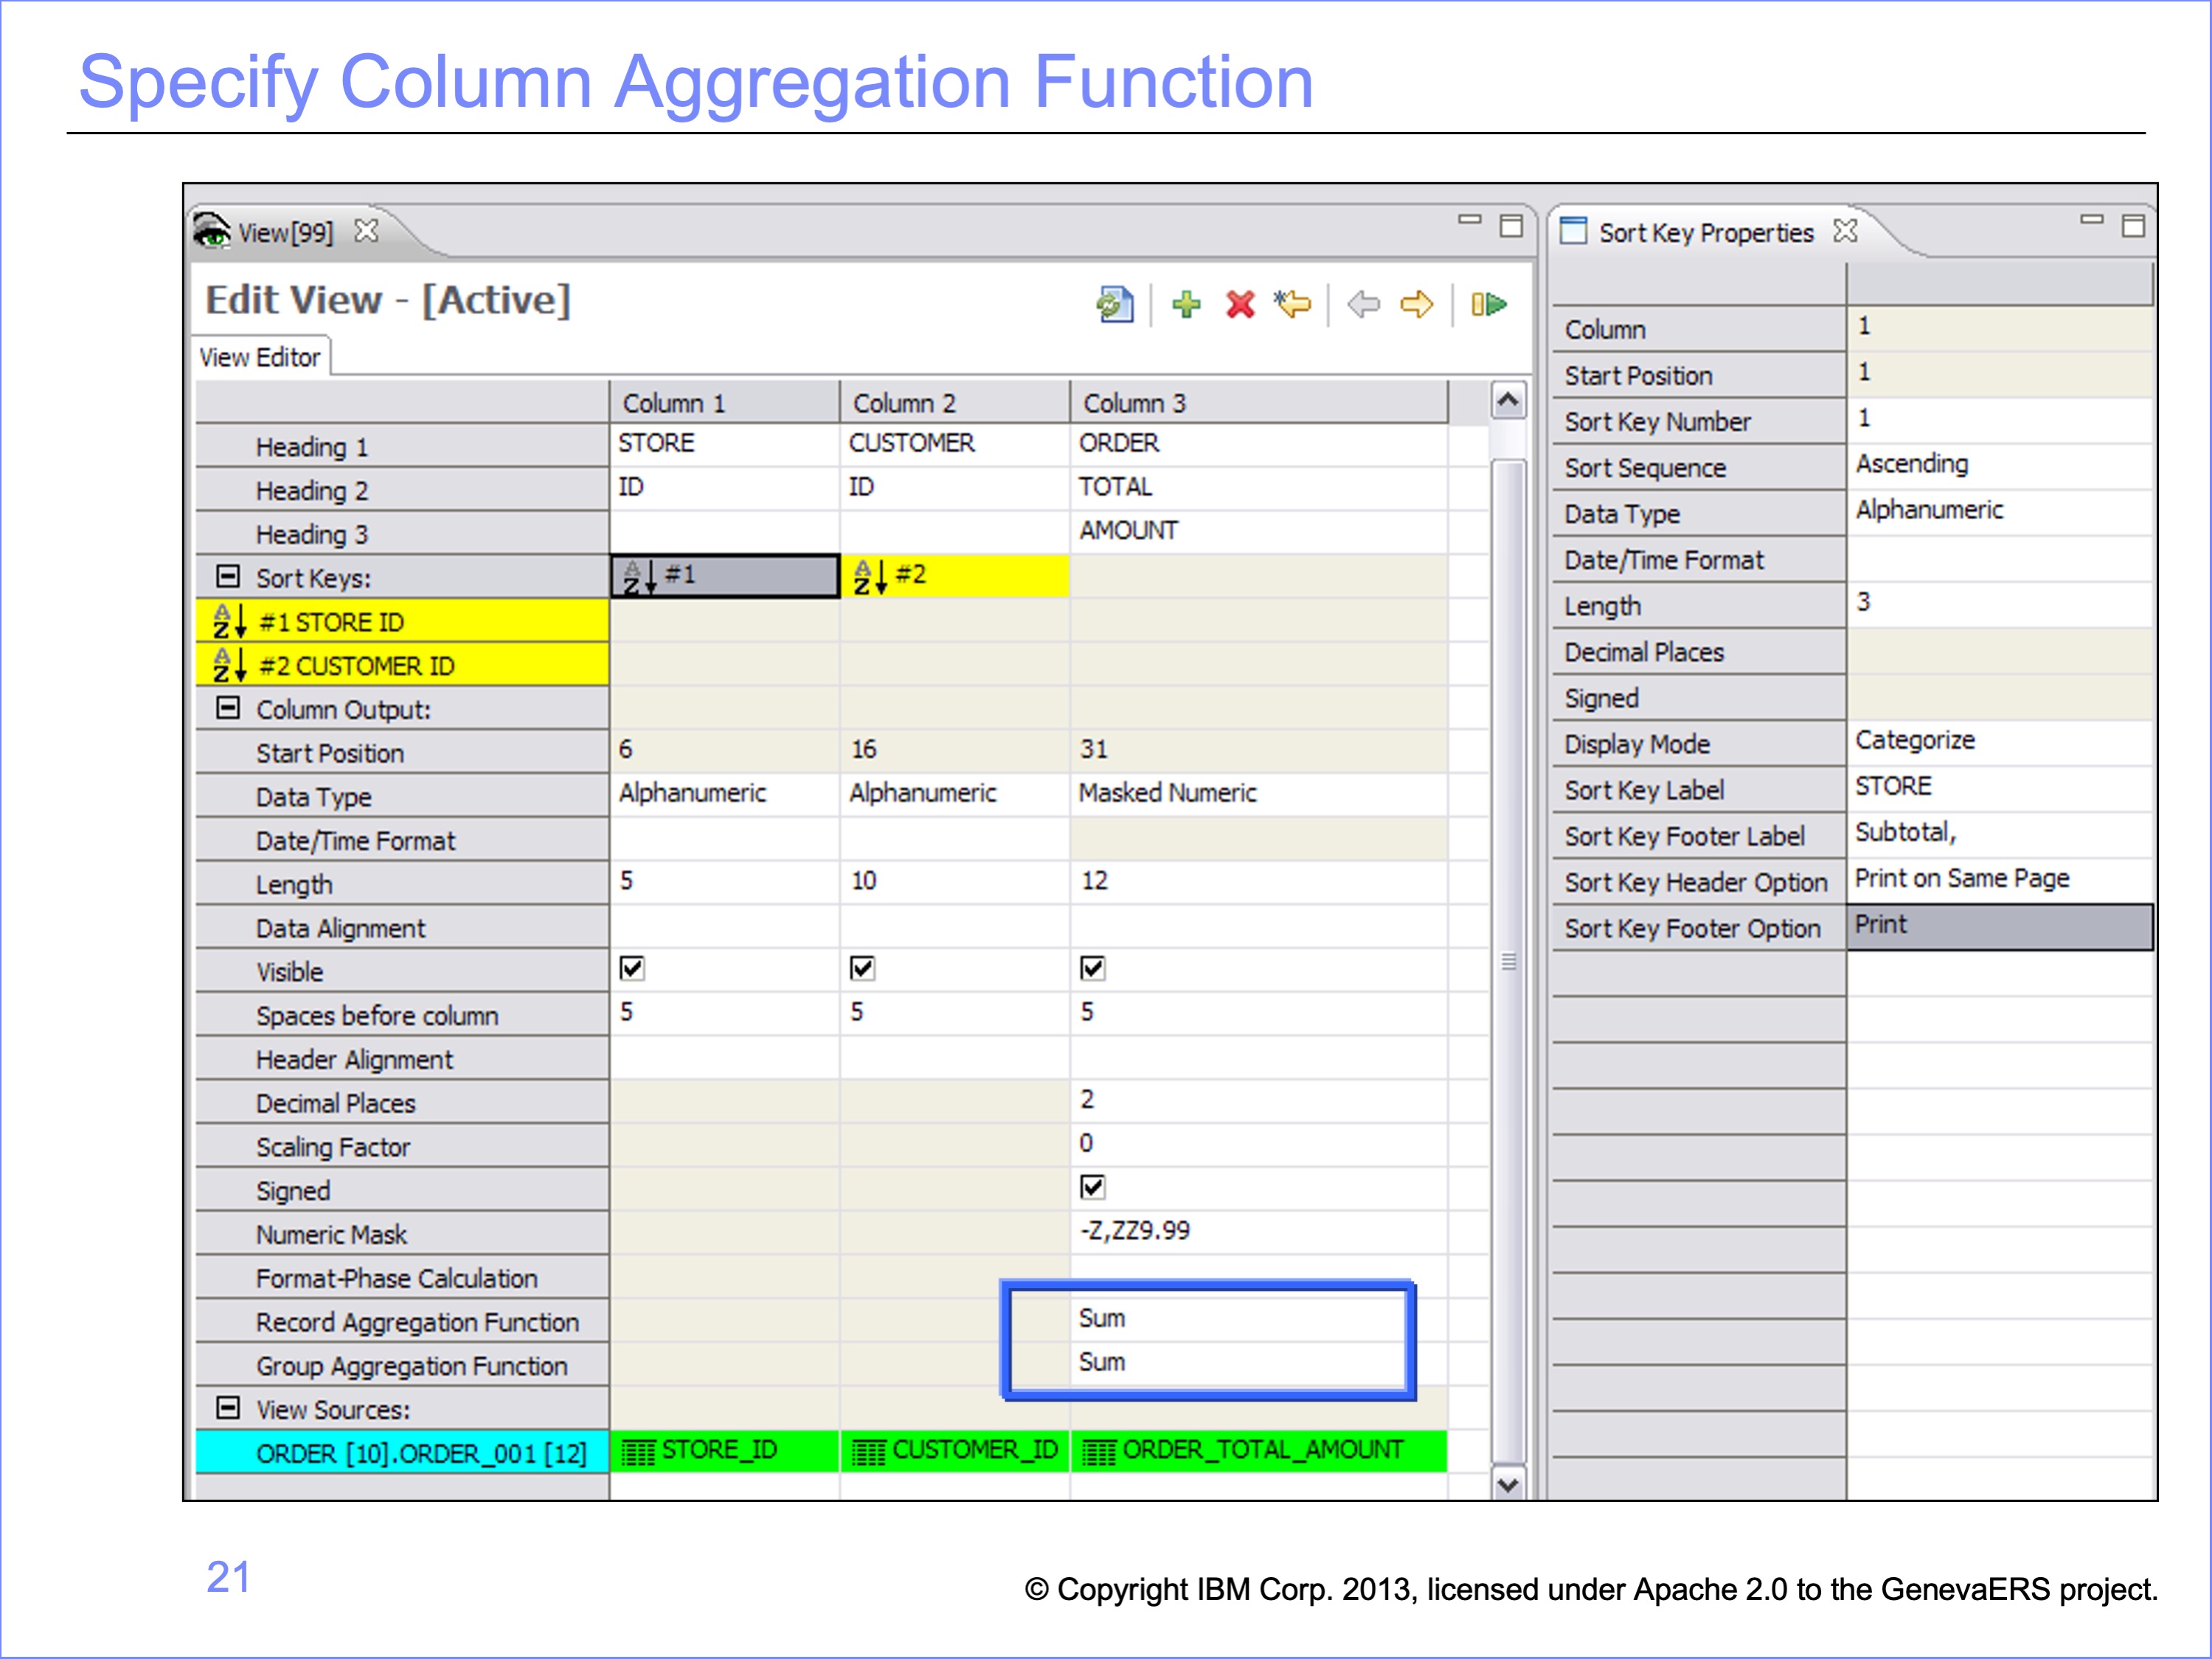 Specify Column Aggregation Function
View[99]
Edit View - [Active]
View Editor
Column 1 Column 2 Column 3
Heading 1 STORE CUSTOMER ORDER
Heading 2 ID ID TOTAL
Heading 3 AMOUNT
Sort Keys: AZ #1 AZ #2
AZ #1 STORE ID
AZ #2 CUSTOMER ID
Column Output:
Start Position 6 16 31
Data Type Alphanumeric Alphanumeric Masked Numeric
Date/Time Format
Length 5 10 12
Data Alignment
Visible
Spaces before column 5 5 5
Header Alignment
Decimal Places 2
Scaling Factor 0
Signed
Numeric Mask -Z,ZZ9.99
Format-Phase Calculation
Record Aggregation Function Sum
Group Aggregation Function Sum
View Sources:
ORDER [10].ORDER_001 [12] STORE_ID CUSTOMER_ID ORDER_TOTAL_AMOUNT
Sort Key Properties
Column 1
Start Position 1
Sort Key Number 1
Sort Sequence Ascending
Data Type Alphanumeric
Date/Time Format
Length 3
Decimal Places
Signed
Display Mode Categorize
Sort Key Label STORE
Sort Key Footer Label Subtotal,
Sort Key Header Option Print on Same Page
Sort Key Footer Option Print
21
© Copyright IBM Corp. 2013, licensed under Apache 2.0 to the GenevaERS project.